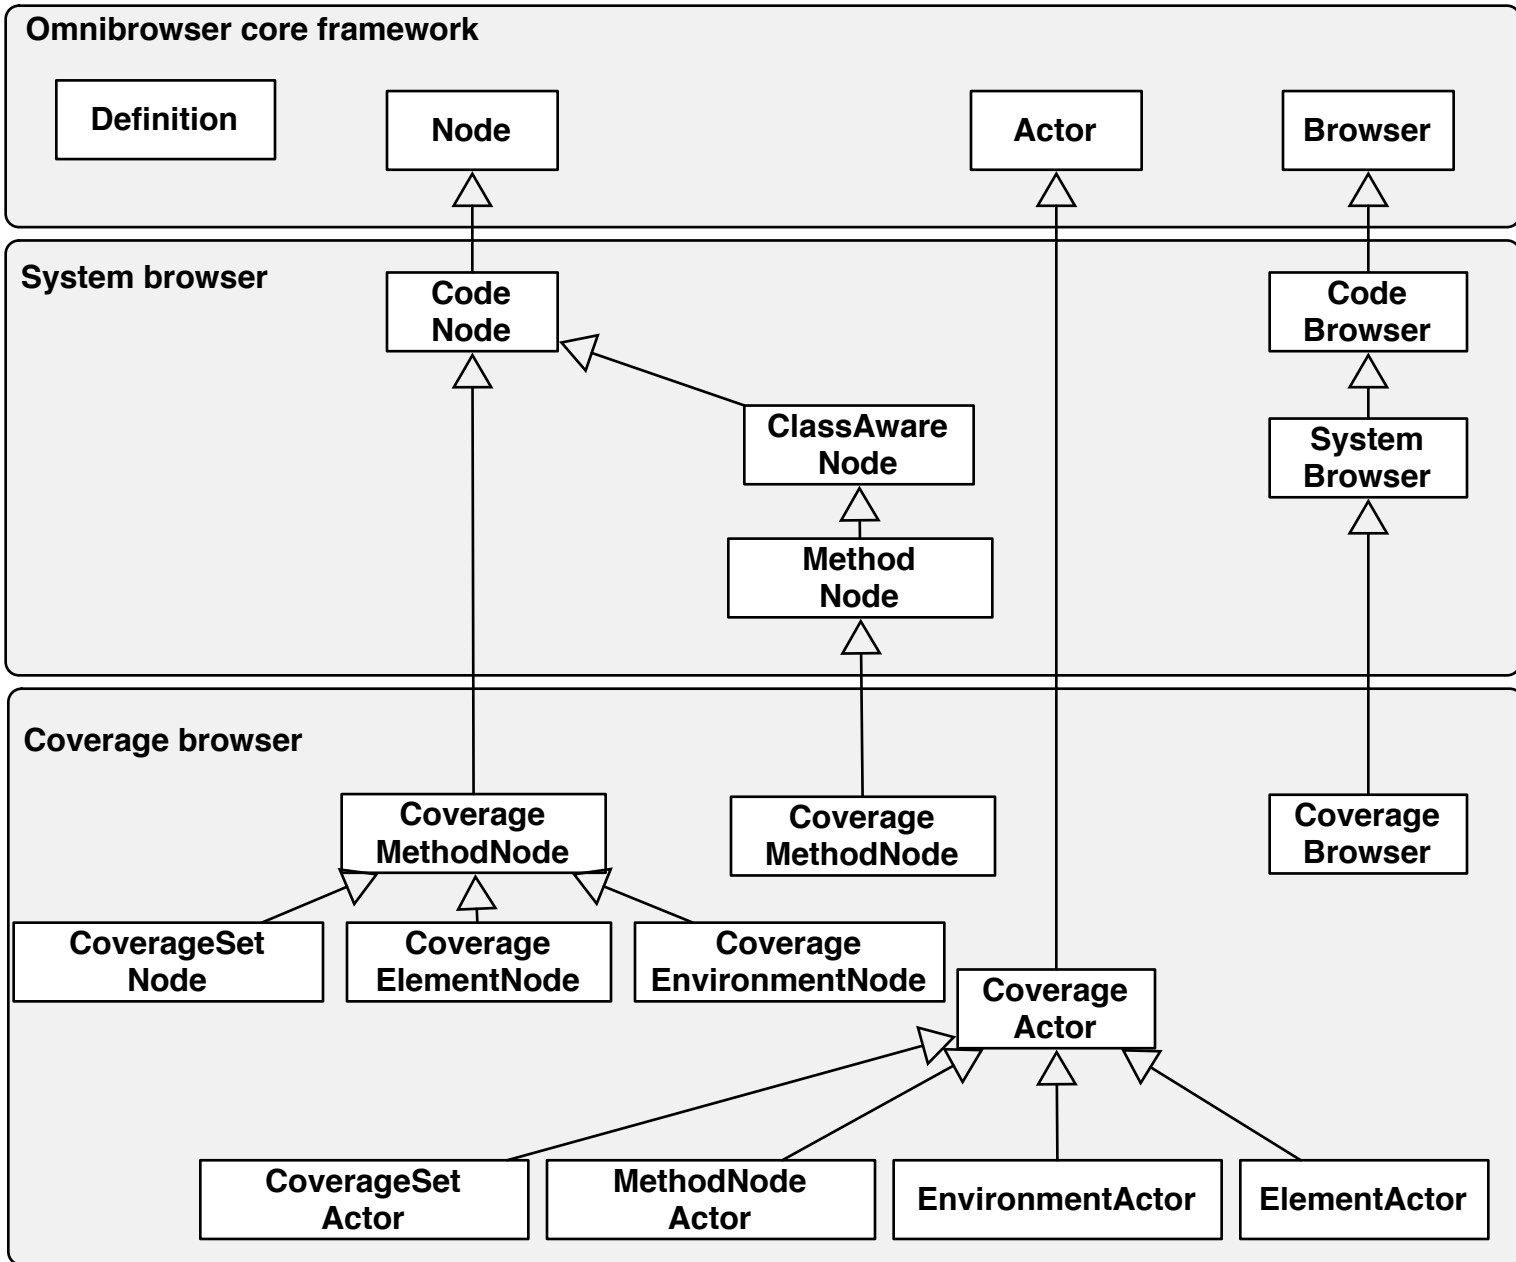 Omnibrowser core framework
Definition
Node
Actor
Browser
System browser
Code
Node
Code
Browser
ClassAware
Node
System
Browser
Method
Node
Coverage browser
Coverage
MethodNode
Coverage
MethodNode
Coverage
Browser
CoverageSet
Node
Coverage
ElementNode
Coverage
EnvironmentNode
Coverage
Actor
CoverageSet
Actor
MethodNode
Actor
EnvironmentActor
ElementActor